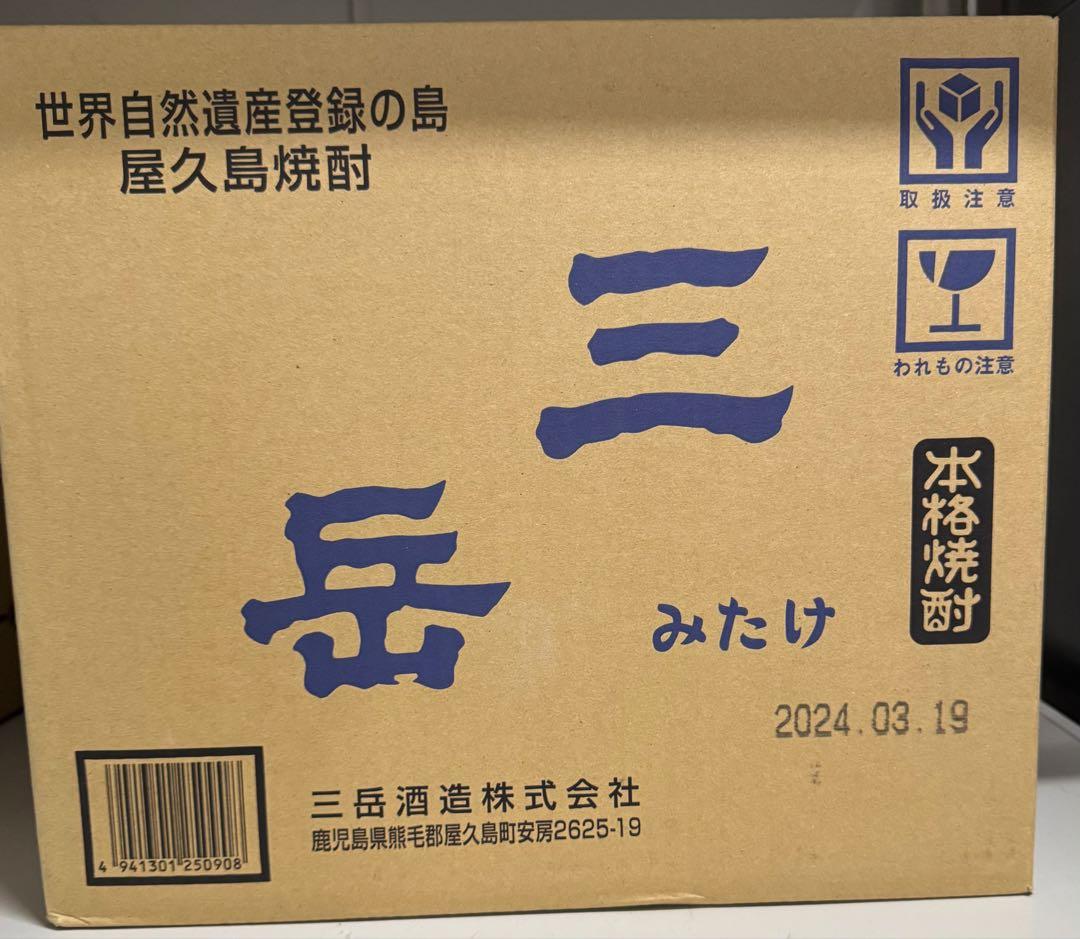 世界自然遺産登録の島
屋久島焼酎
取扱注意
われもの注意
三
岳
みたけ
本格焼酎
2024.03.19
4 941301 250908
三岳酒造株式会社
鹿児島県熊毛郡屋久島町安房2625-19